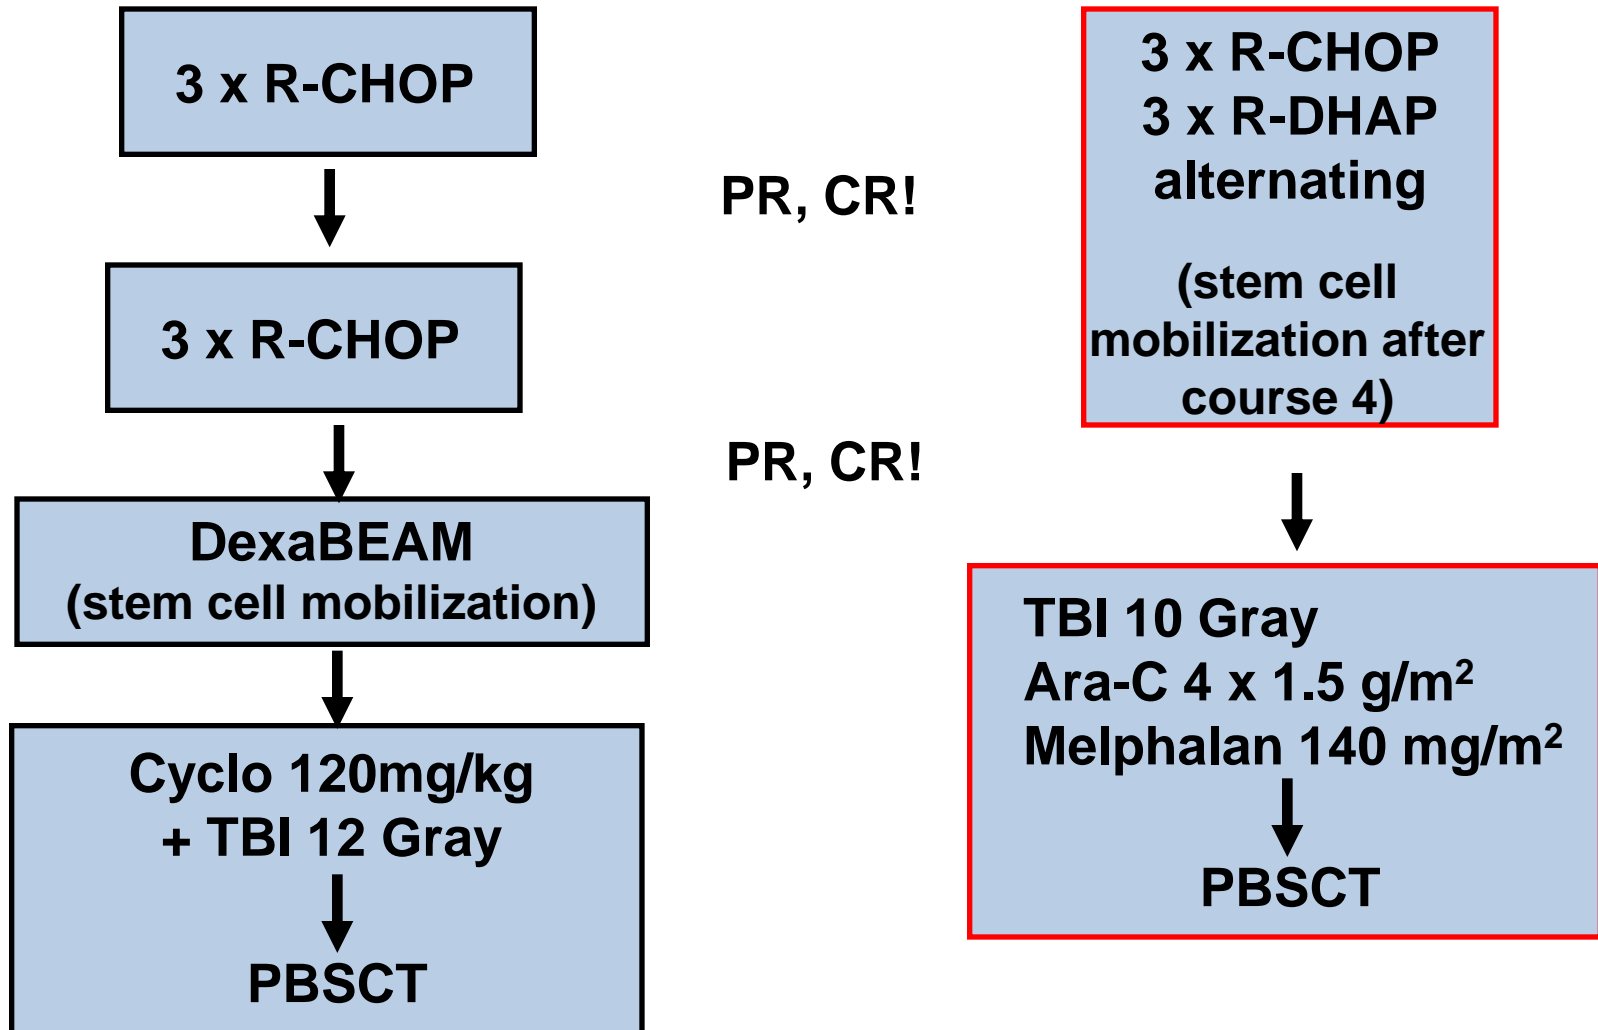 3 x R-CHOP
3 x R-CHOP
DexaBEAM
(stem cell mobilization)
Cyclo 120mg/kg
+ TBI 12 Gray
PBSCT
PR, CR!
PR, CR!
3 x R-CHOP
3 x R-DHAP
alternating
(stem cell
mobilization after
course 4)
TBI 10 Gray
Ara-C 4 x 1.5 g/m²
Melphalan 140 mg/m²
PBSCT